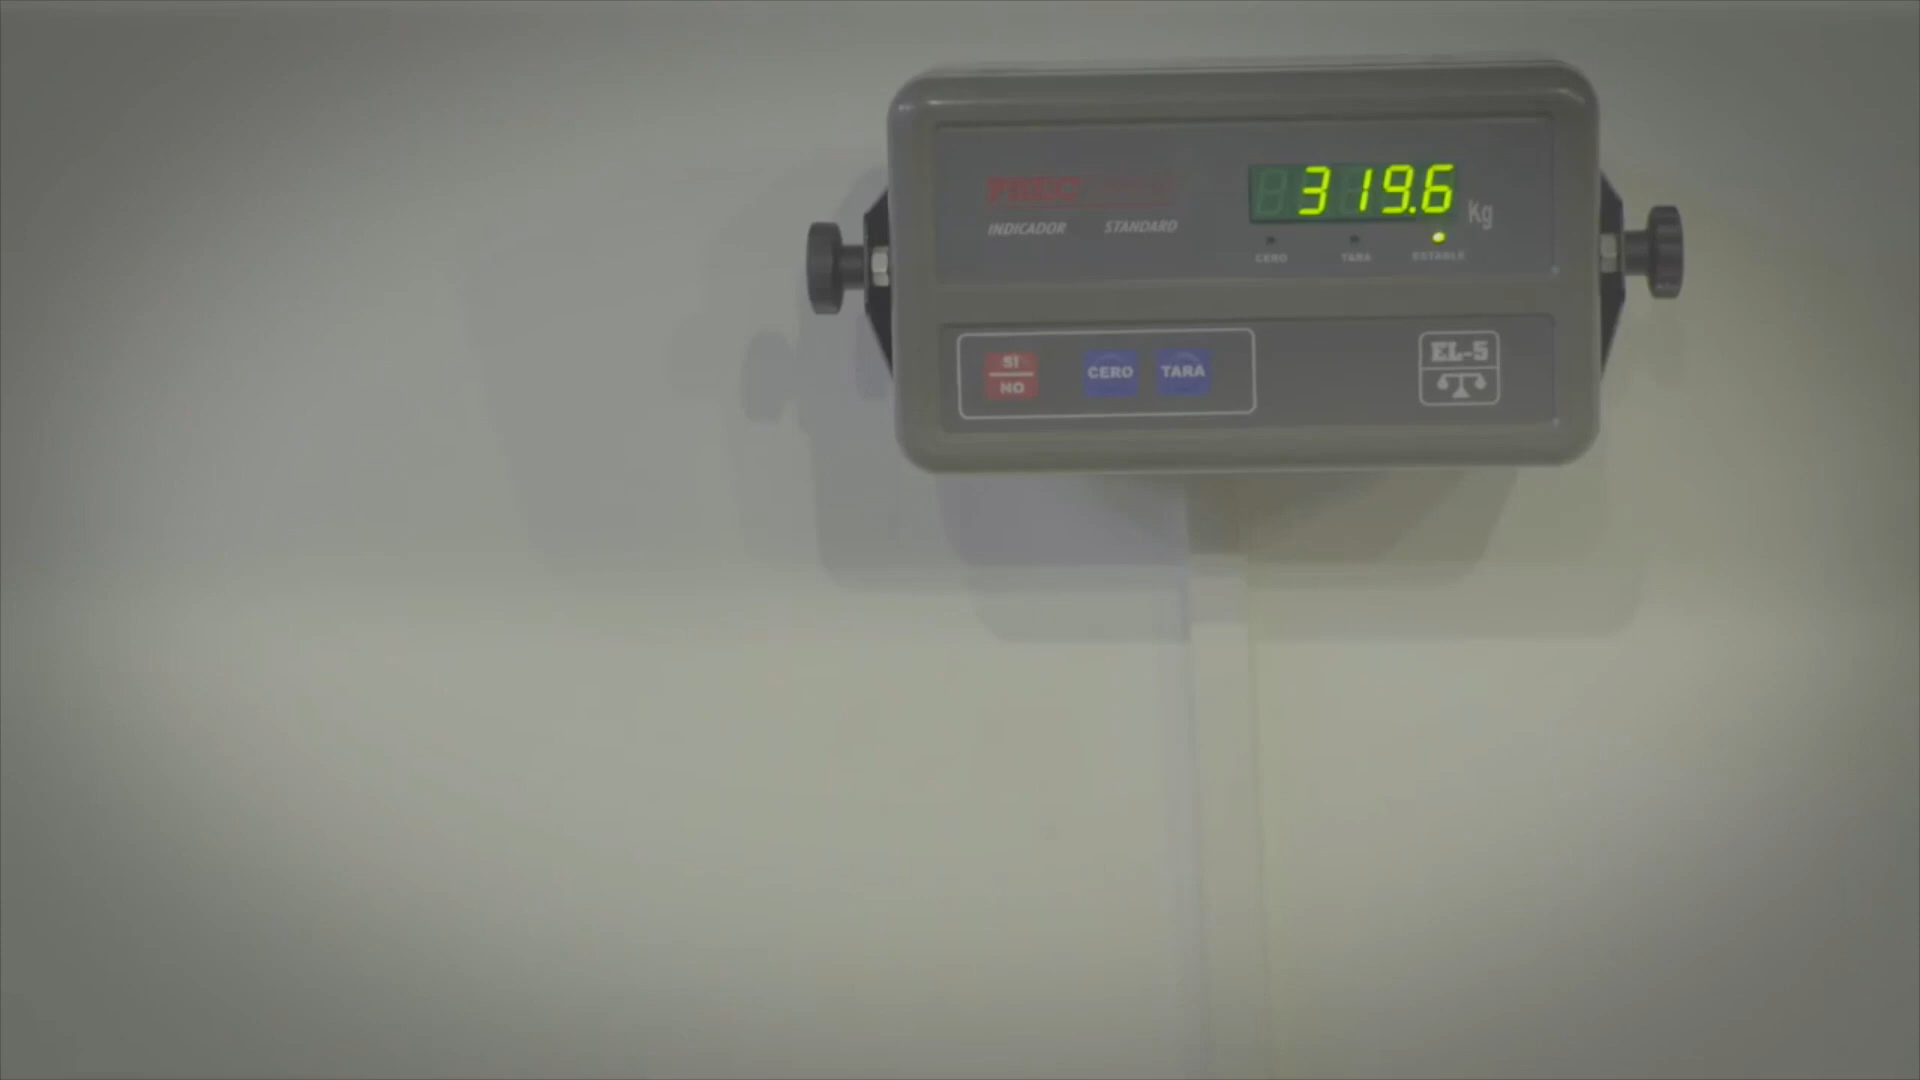 319.6
Kg
INDICADOR STANDARD
CERO TARA ESTABLE
SI
NO
CERO
TARA
EL-5